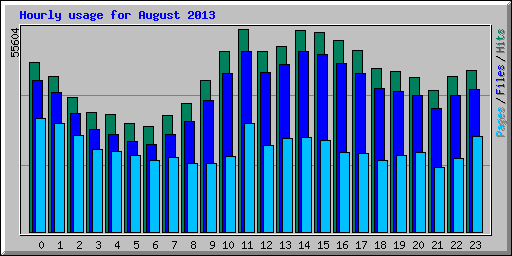 Hourly usage for August 2013
55604
Pages/Files/Hits
0 1 2 3 4 5 6 7 8 9 10 11 12 13 14 15 16 17 18 19 20 21 22 23